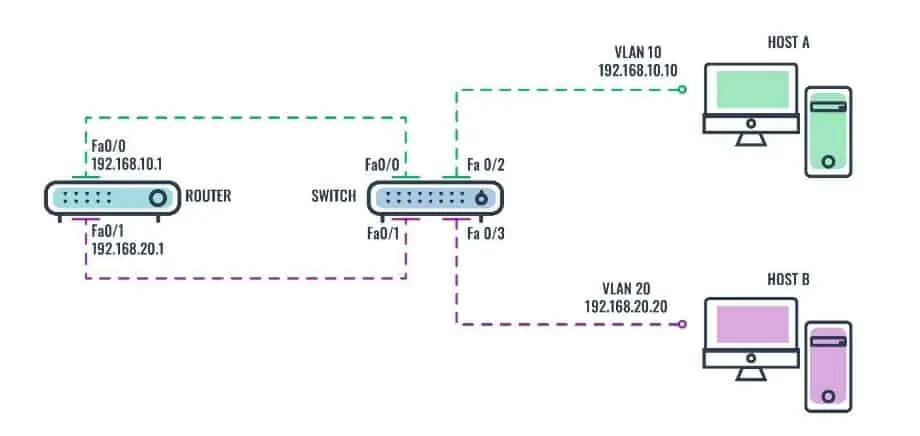 HOST A
VLAN 10
192.168.10.10
Fa0/0
192.168.10.1
Fa0/0
Fa 0/2
ROUTER
SWITCH
Fa0/1
192.168.20.1
Fa0/1
Fa 0/3
HOST B
VLAN 20
192.168.20.20